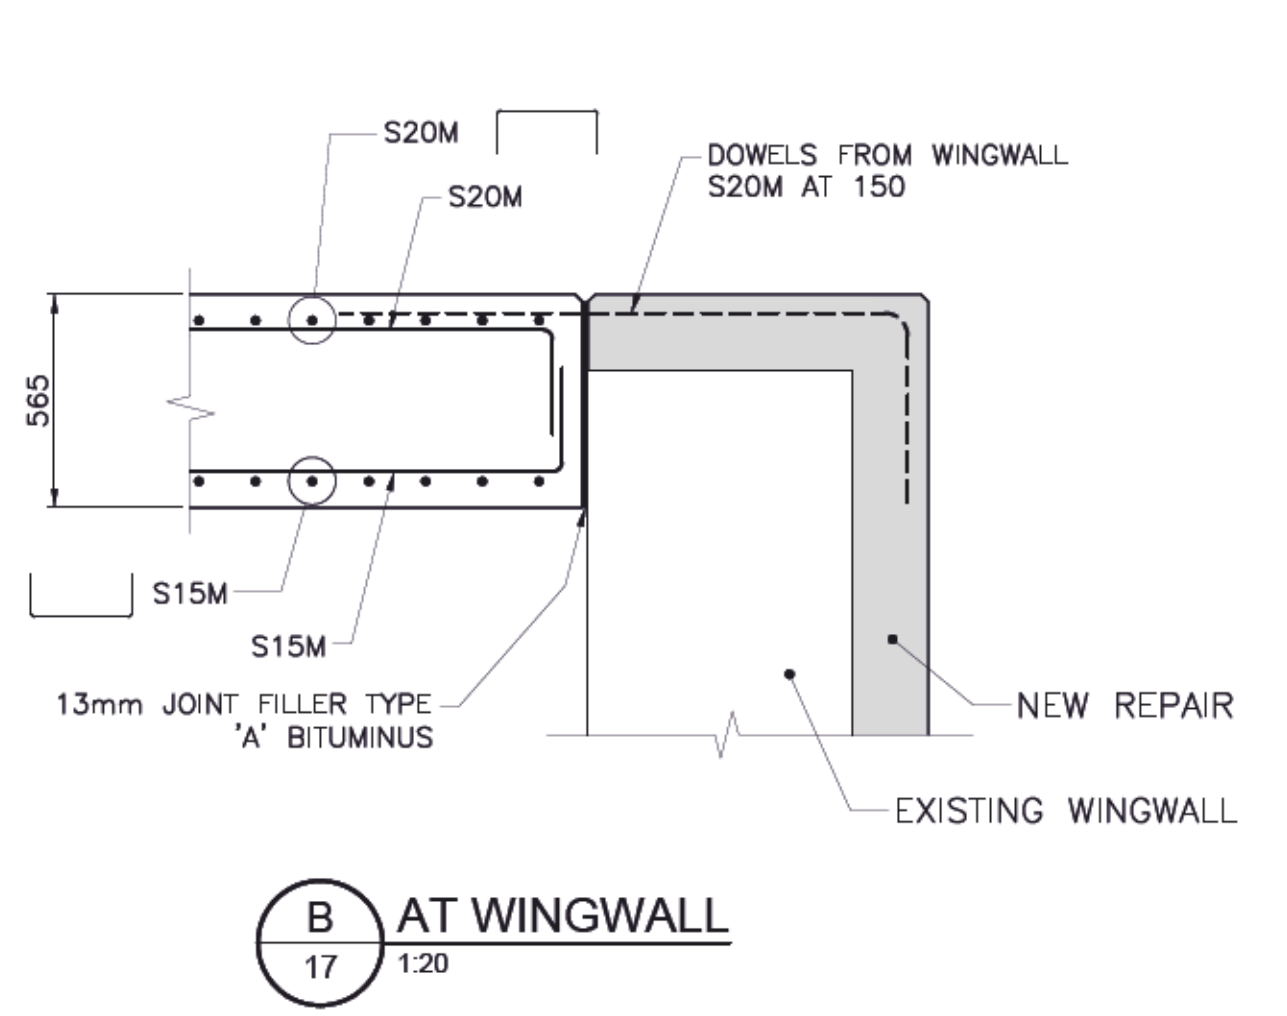 S20M
S20M
DOWELS FROM WINGWALL
S20M AT 150
565
S15M
S15M
13mm JOINT FILLER TYPE
'A' BITUMINUS
NEW REPAIR
EXISTING WINGWALL
B
17
AT WINGWALL
1:20